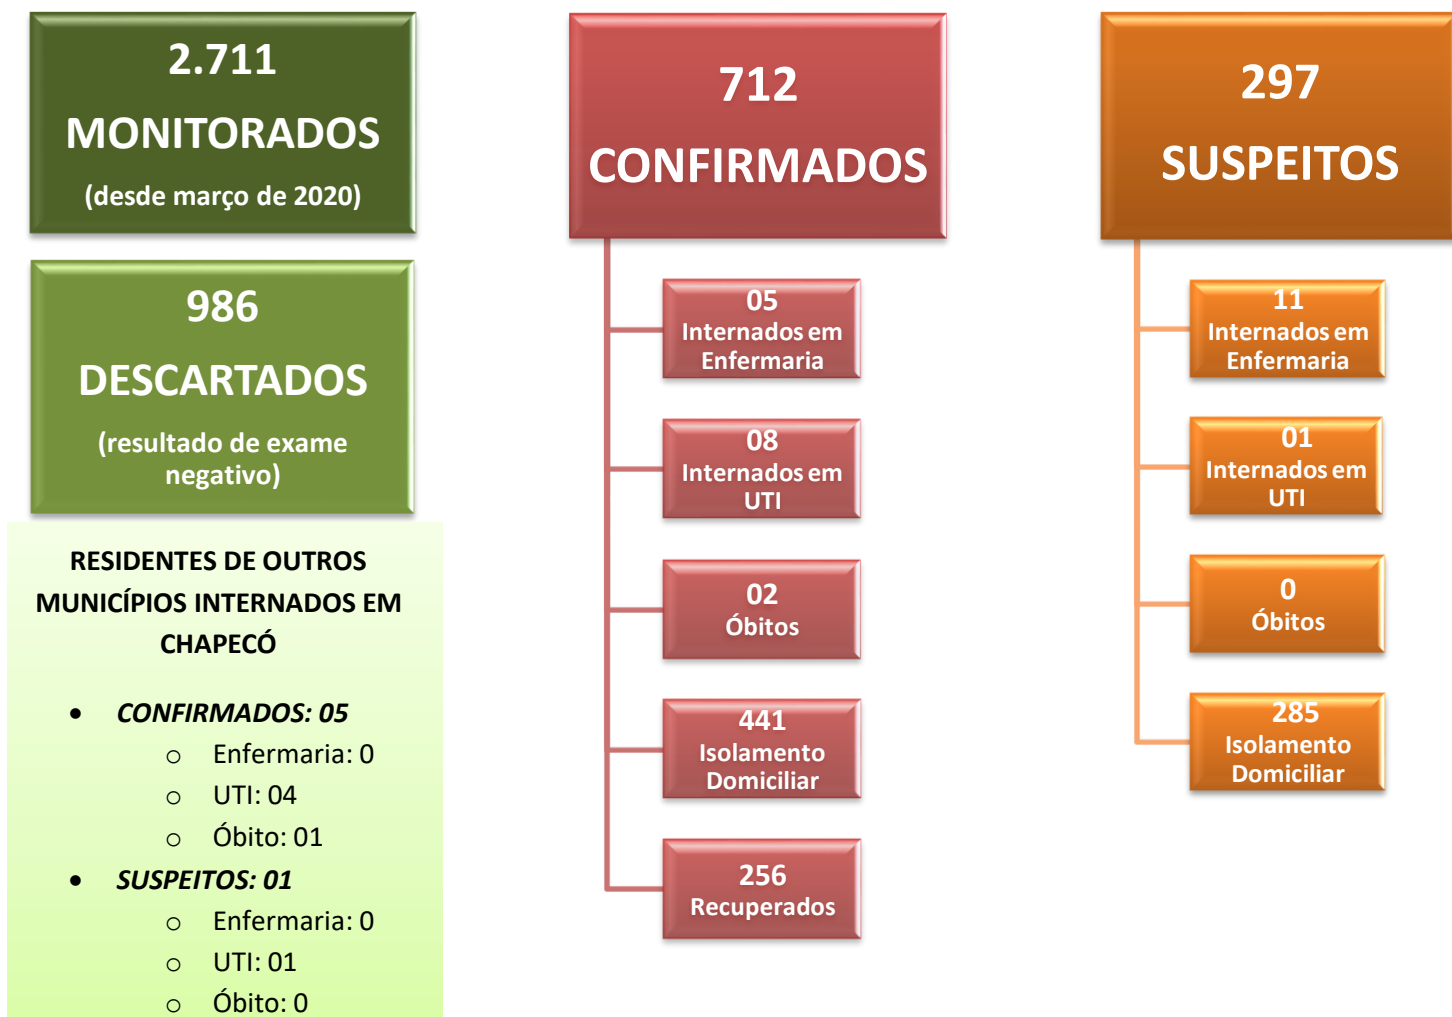 2.711
MONITORADOS
(desde março de 2020)
986
DESCARTADOS
(resultado de exame
negativo)
RESIDENTES DE OUTROS
MUNICÍPIOS INTERNADOS EM
CHAPECÓ
• CONFIRMADOS: 05
o Enfermaria: 0
o UTI: 04
o Óbito: 01
• SUSPEITOS: 01
o Enfermaria: 0
o UTI: 01
o Óbito: 0
712
CONFIRMADOS
05
Internados em
Enfermaria
08
Internados em
UTI
02
Óbitos
441
Isolamento
Domiciliar
256
Recuperados
297
SUSPEITOS
11
Internados em
Enfermaria
01
Internados em
UTI
0
Óbitos
285
Isolamento
Domiciliar